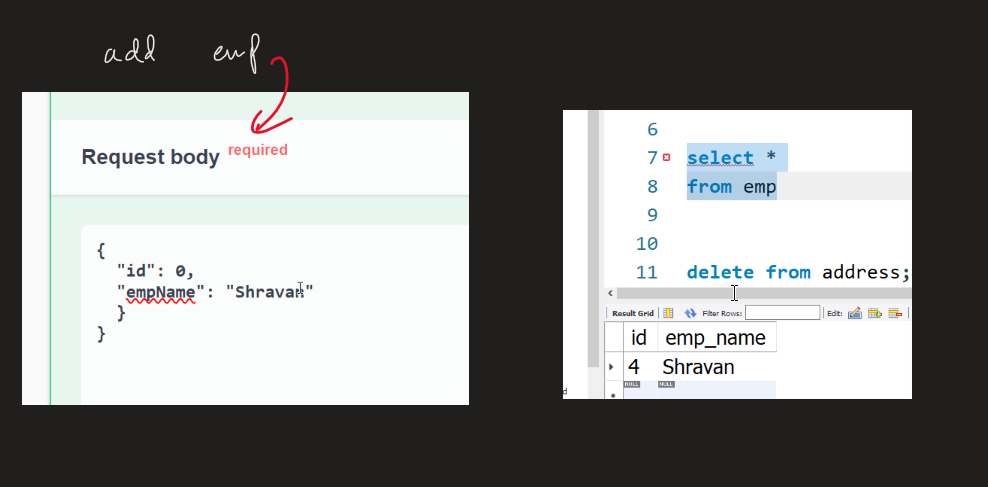 add emp
Request body required
{
"id": 0,
"empName": "Shravan"
}
}
6
7 select *
8 from emp
9
10
11 delete from address;
Result Grid Filter Rows: Edit:
id emp_name
4 Shravan
NULL NULL
d